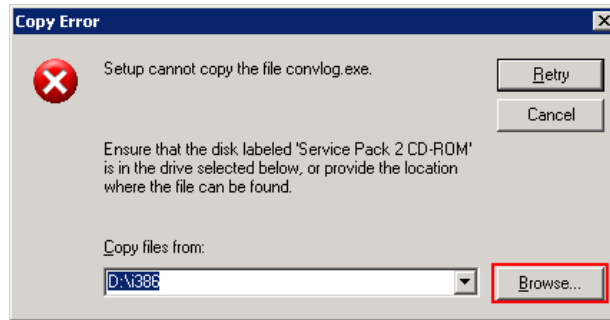 Copy Error
Setup cannot copy the file convlog.exe.
Retry
Cancel
Ensure that the disk labeled 'Service Pack 2 CD-ROM'
is in the drive selected below, or provide the location
where the file can be found.
Copy files from:
D:\i386
Browse...